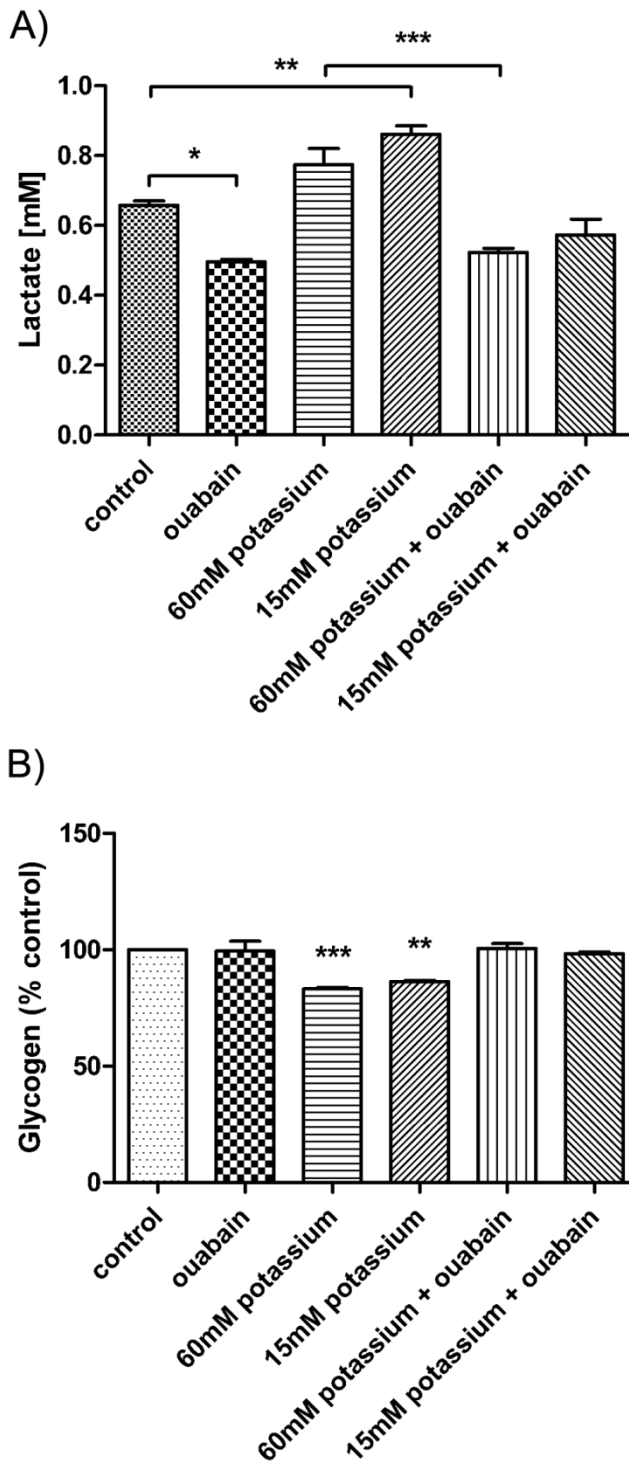 A)
***
**
*
1.0
0.8
0.6
0.4
0.2
0.0
Lactate [mM]
control
ouabain
60mM potassium
15mM potassium
60mM potassium + ouabain
15mM potassium + ouabain
B)
150
100
50
0
Glycogen (% control)
***
**
control
ouabain
60mM potassium
15mM potassium
60mM potassium + ouabain
15mM potassium + ouabain